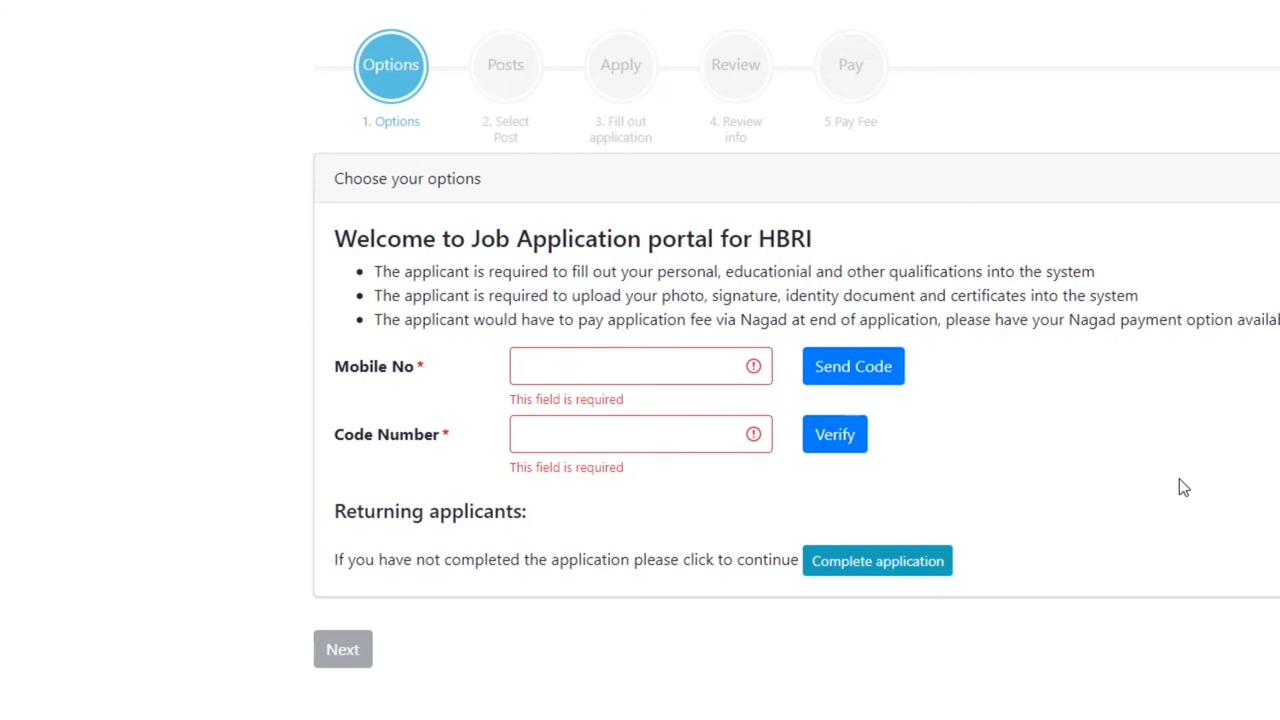 Options Posts Apply Review Pay
1. Options 2. Select Post 3. Fill out application 4. Review info 5 Pay Fee
Choose your options
Welcome to Job Application portal for HBRI
The applicant is required to fill out your personal, educationial and other qualifications into the system
The applicant is required to upload your photo, signature, identity document and certificates into the system
The applicant would have to pay application fee via Nagad at end of application, please have your Nagad payment option
Mobile No * Send Code
This field is required
Code Number * Verify
This field is required
Returning applicants:
If you have not completed the application please click to continue Complete application
Next